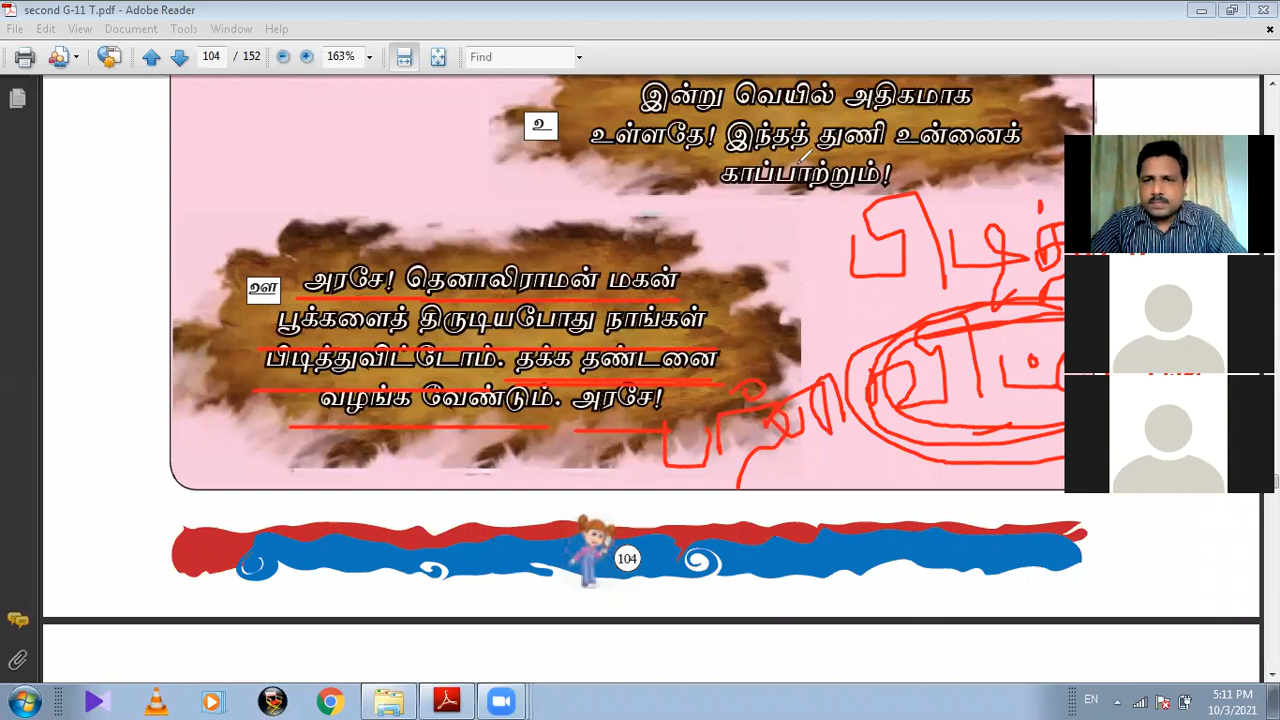 second G-11 T.pdf - Adobe Reader
File Edit View Document Tools Window Help
104 / 152 163% Find
இன்று வெயில் அதிகமாக
உ
உள்ளதே! இந்தத் துணி உன்னைக்
காப்பாற்றும்!
ஊ
அரசே! தெனாலிராமன் மகன்
பூக்களைத் திருடியபோது நாங்கள்
பிடித்துவிட்டோம். தக்க தண்டனை
வழங்க வேண்டும். அரசே!
104
EN
5:11 PM
10/3/2021